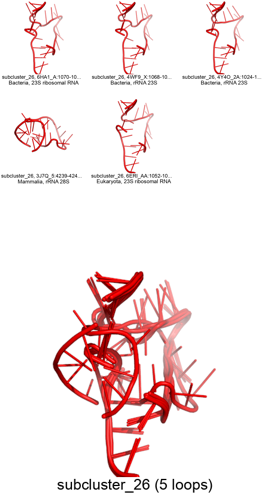 subcluster_26, 6HA1_A:1070-10...
Bacteria, 23S ribosomal RNA
subcluster_26, 4WF9_X:1068-10...
Bacteria, rRNA 23S
subcluster_26, 4Y4O_2A:1024-1...
Bacteria, rRNA 23S
subcluster_26, 3J7Q_5:4239-424...
Mammalia, rRNA 28S
subcluster_26, 6ERI_AA:1052-10...
Eukaryota, 23S ribosomal RNA
subcluster_26 (5 loops)